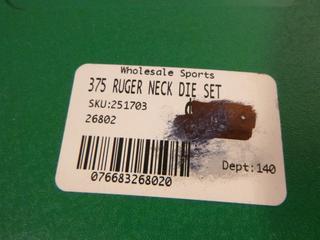 Wholesale Sports
375 RUGER NECK DIE SET
SKU:251703
26802
Dept:140
076683268020